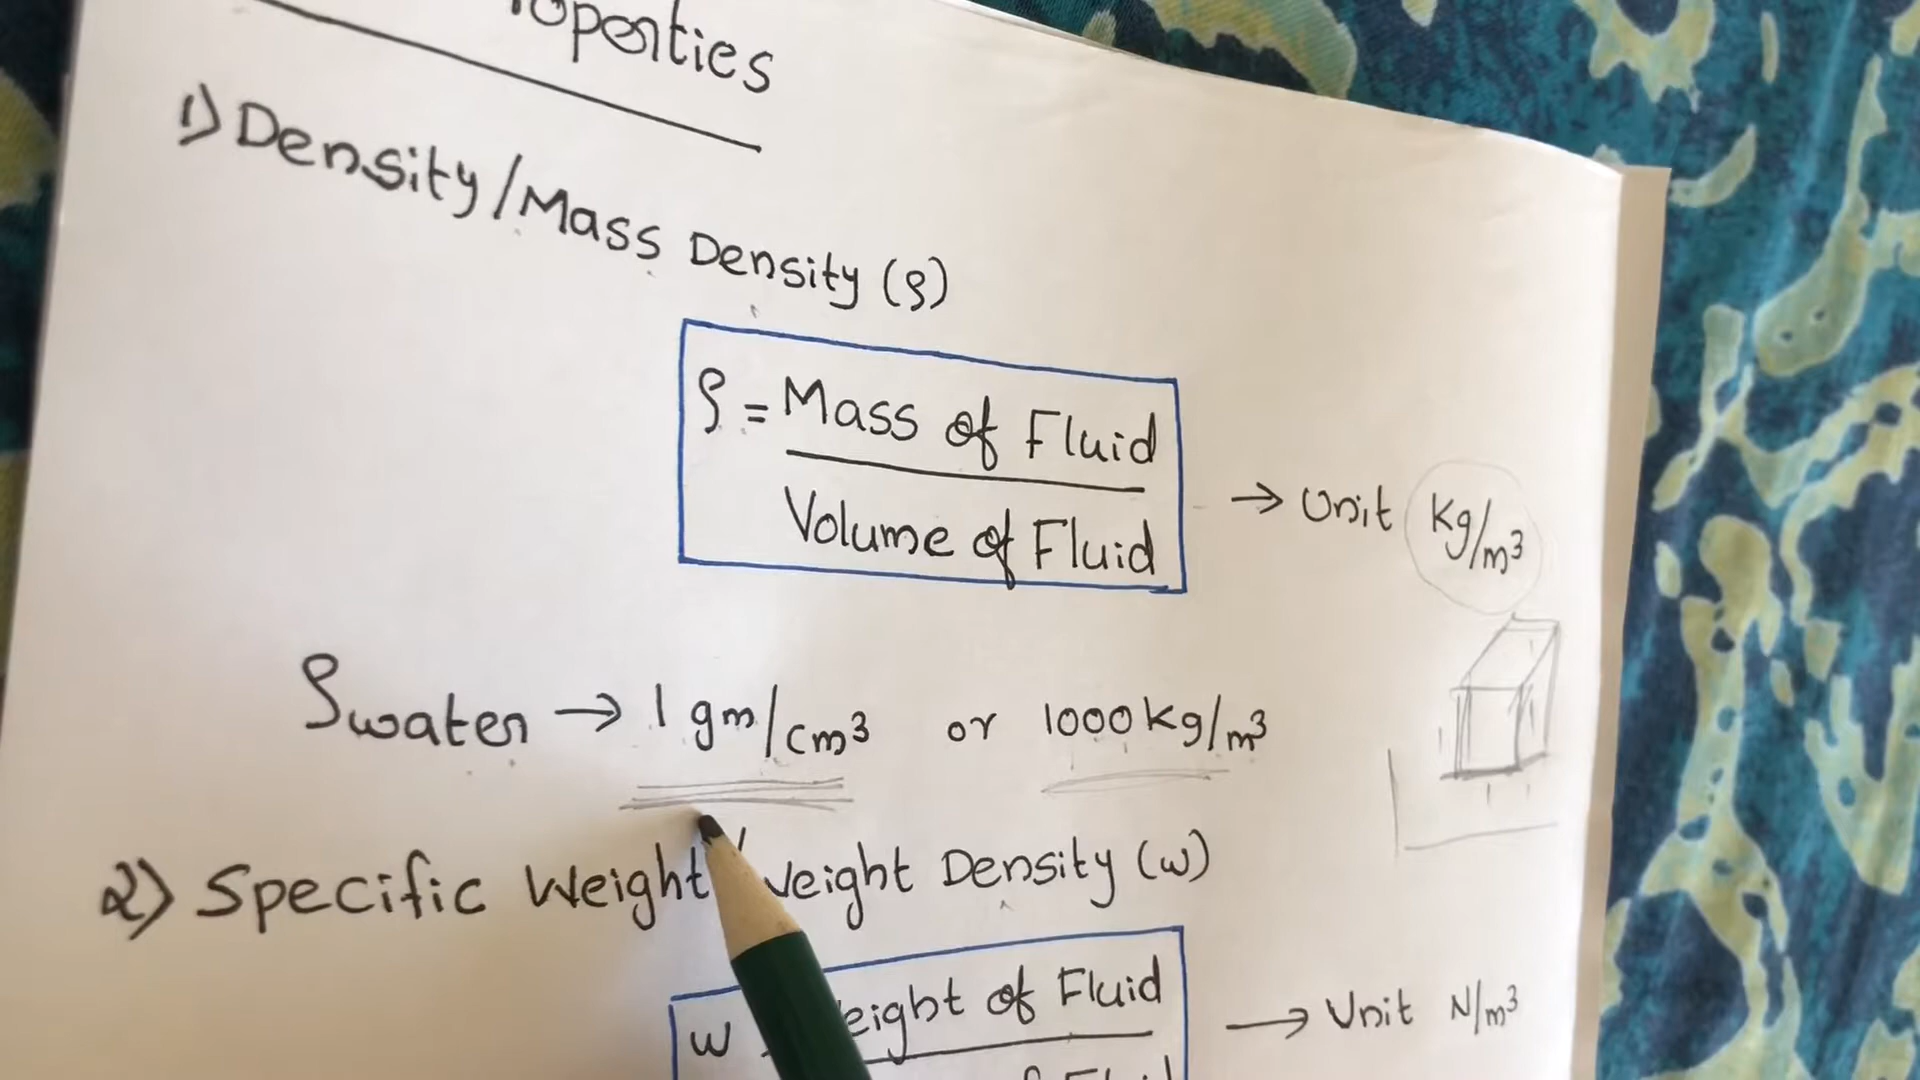 operties
1) Density/Mass Density (ρ)
ρ = Mass of Fluid
Volume of Fluid
→ Unit Kg/m³
ρwater → 1 gm/cm³ or 1000 Kg/m³
2) Specific Weight/Weight Density (w)
w eight of Fluid
→ Unit N/m³